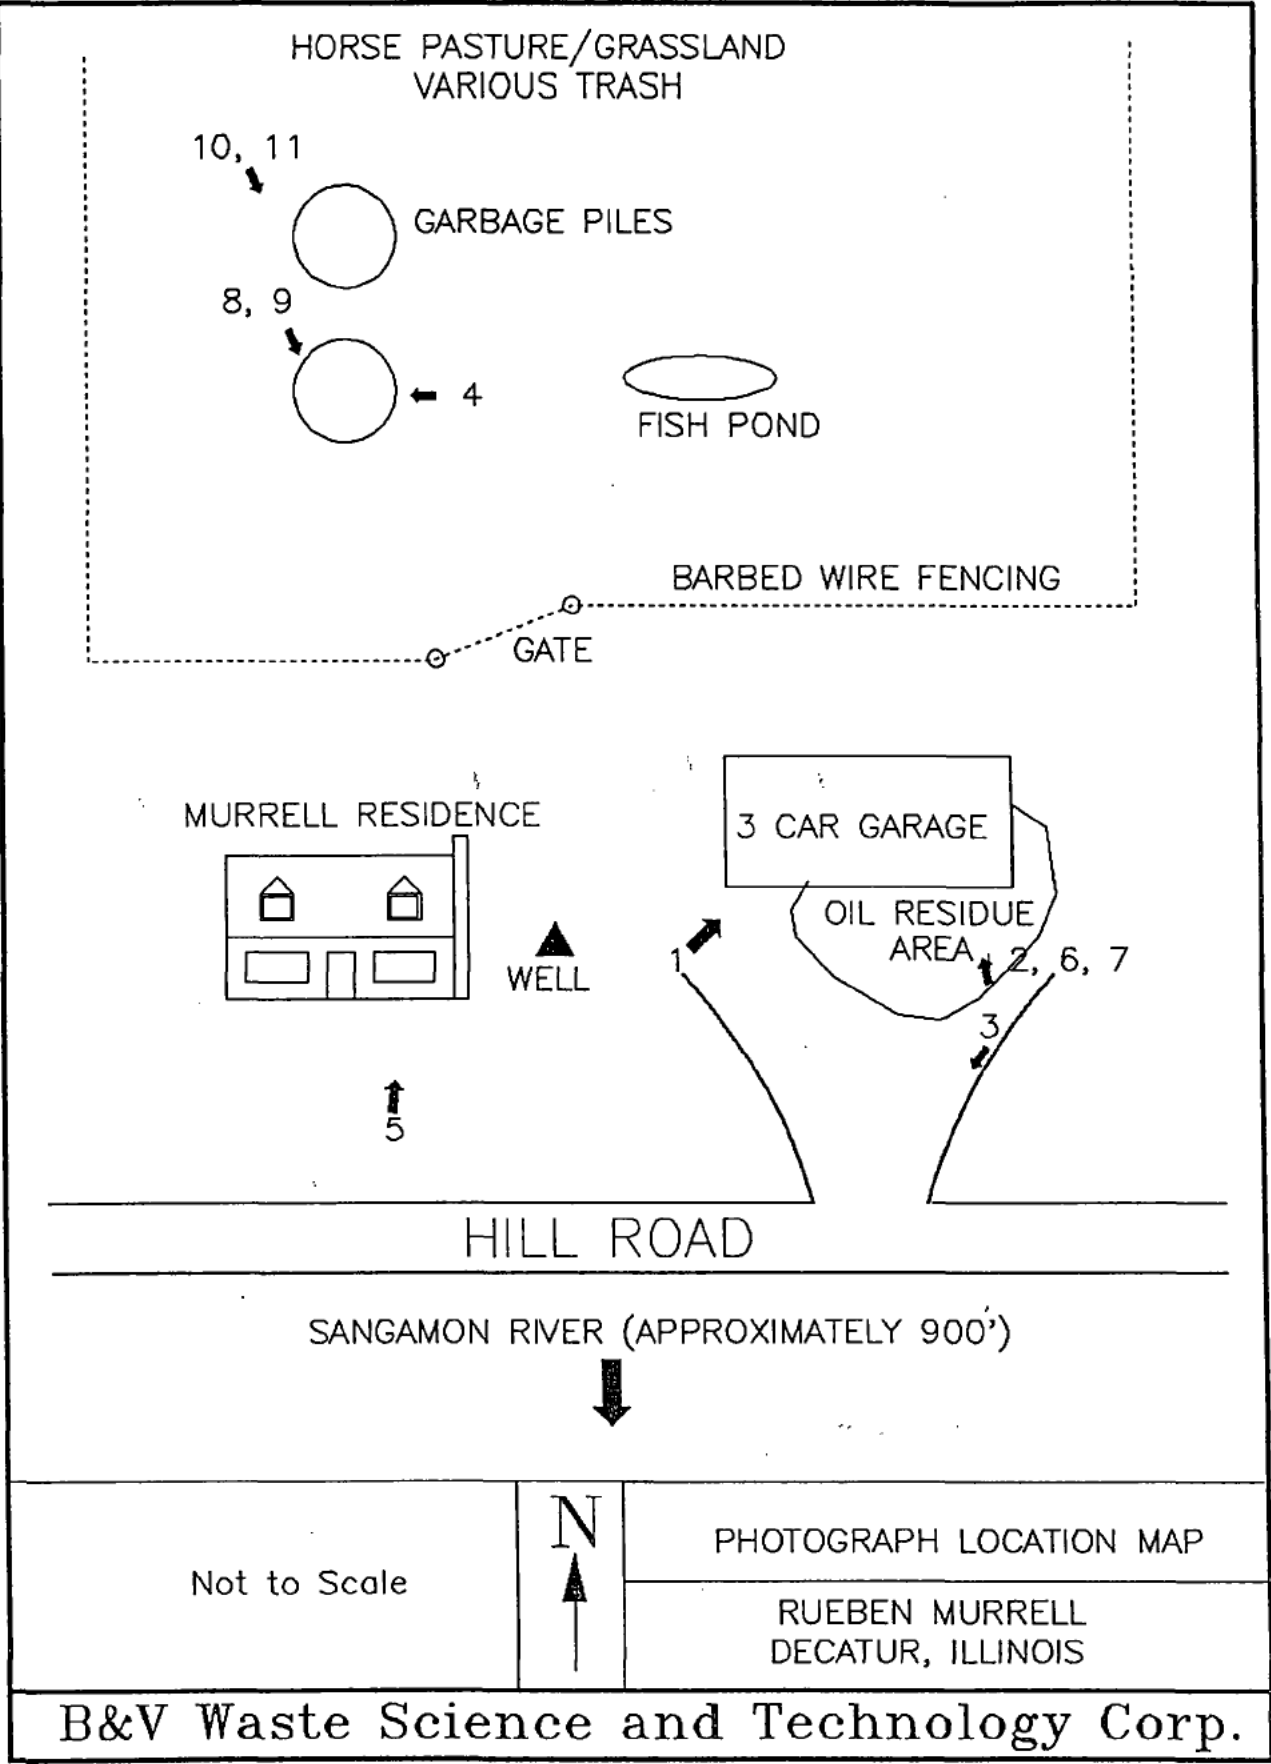 HORSE PASTURE/GRASSLAND
VARIOUS TRASH
10, 11
GARBAGE PILES
8, 9
4
FISH POND
BARBED WIRE FENCING
GATE
MURRELL RESIDENCE
3 CAR GARAGE
OIL RESIDUE
AREA
1
2, 6, 7
WELL
3
5
HILL ROAD
SANGAMON RIVER (APPROXIMATELY 900')
N
PHOTOGRAPH LOCATION MAP
Not to Scale
RUEBEN MURRELL
DECATUR, ILLINOIS
B&V Waste Science and Technology Corp.